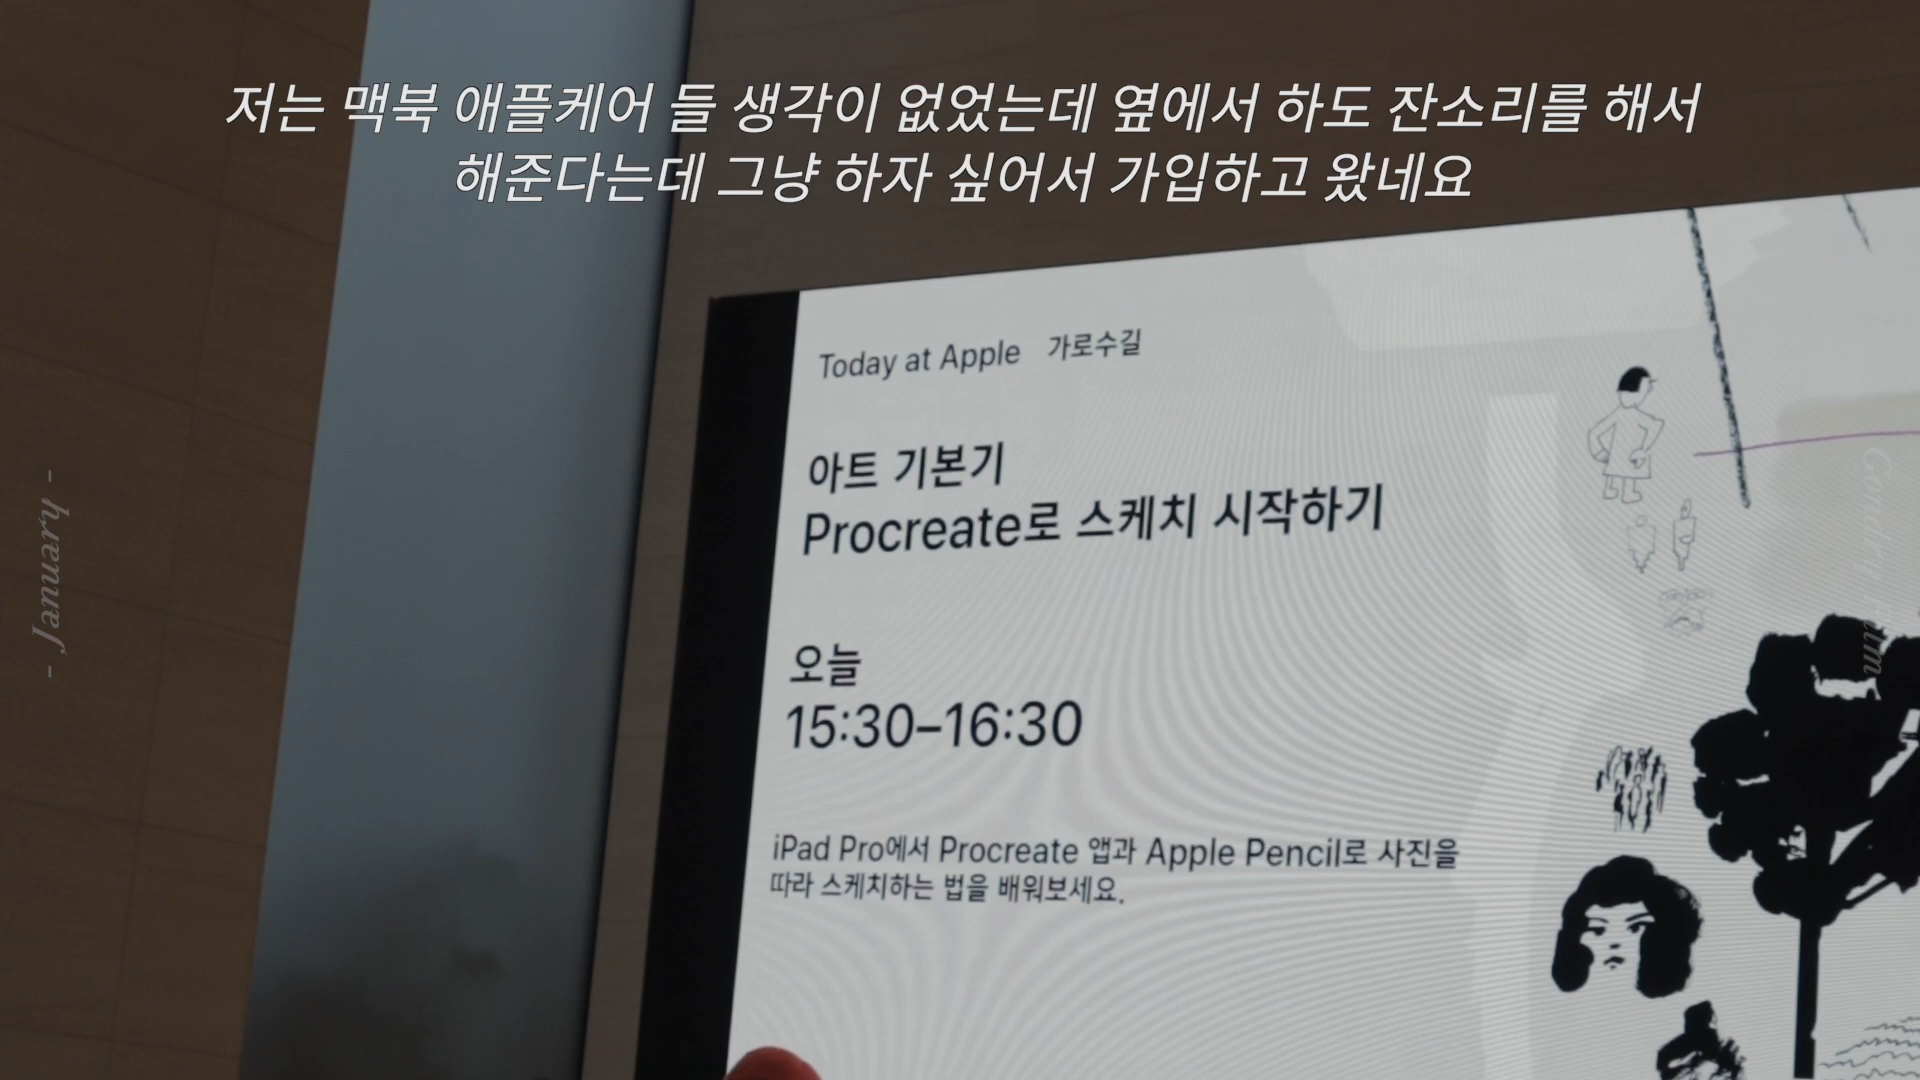 저는 맥북 애플케어 들 생각이 없었는데 옆에서 하도 잔소리를 해서
해준다는데 그냥 하자 싶어서 가입하고 왔네요
Today at Apple 가로수길
아트 기본기
Procreate로 스케치 시작하기
오늘
15:30–16:30
iPad Pro에서 Procreate 앱과 Apple Pencil로 사진을
따라 스케치하는 법을 배워보세요.
- January -